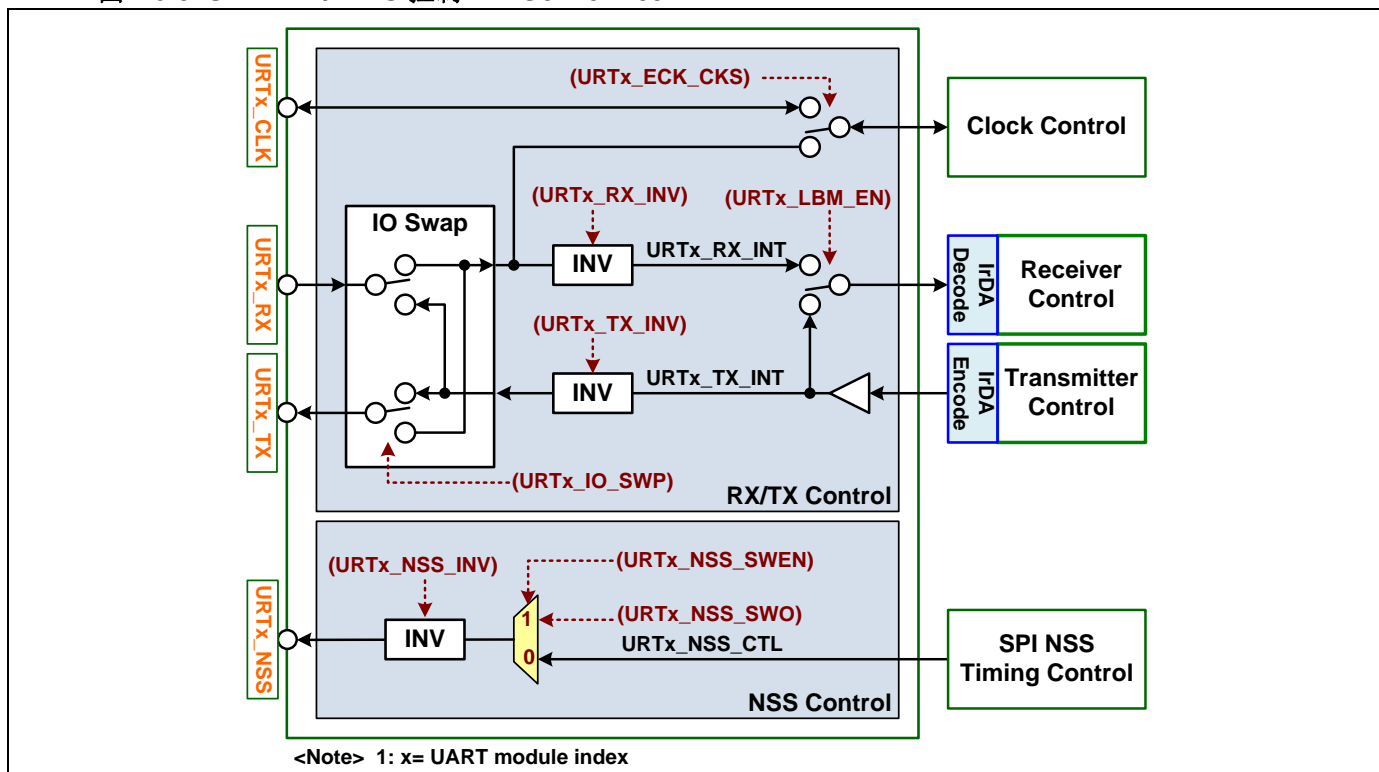 (URTx_ECK_CKS)
URTx_CLK
Clock Control
(URTx_RX_INV)
(URTx_LBM_EN)
IO Swap
URTx_RX_INT
INV
URTx_RX
IrDA
Decode
Receiver
Control
(URTx_TX_INV)
URTx_TX_INT
INV
URTx_TX
IrDA
Encode
Transmitter
Control
(URTx_IO_SWP)
RX/TX Control
(URTx_NSS_INV)
(URTx_NSS_SWEN)
(URTx_NSS_SWO)
1
URTx_NSS
INV
URTx_NSS_CTL
0
SPI NSS
Timing Control
NSS Control
<Note> 1: x= UART module index